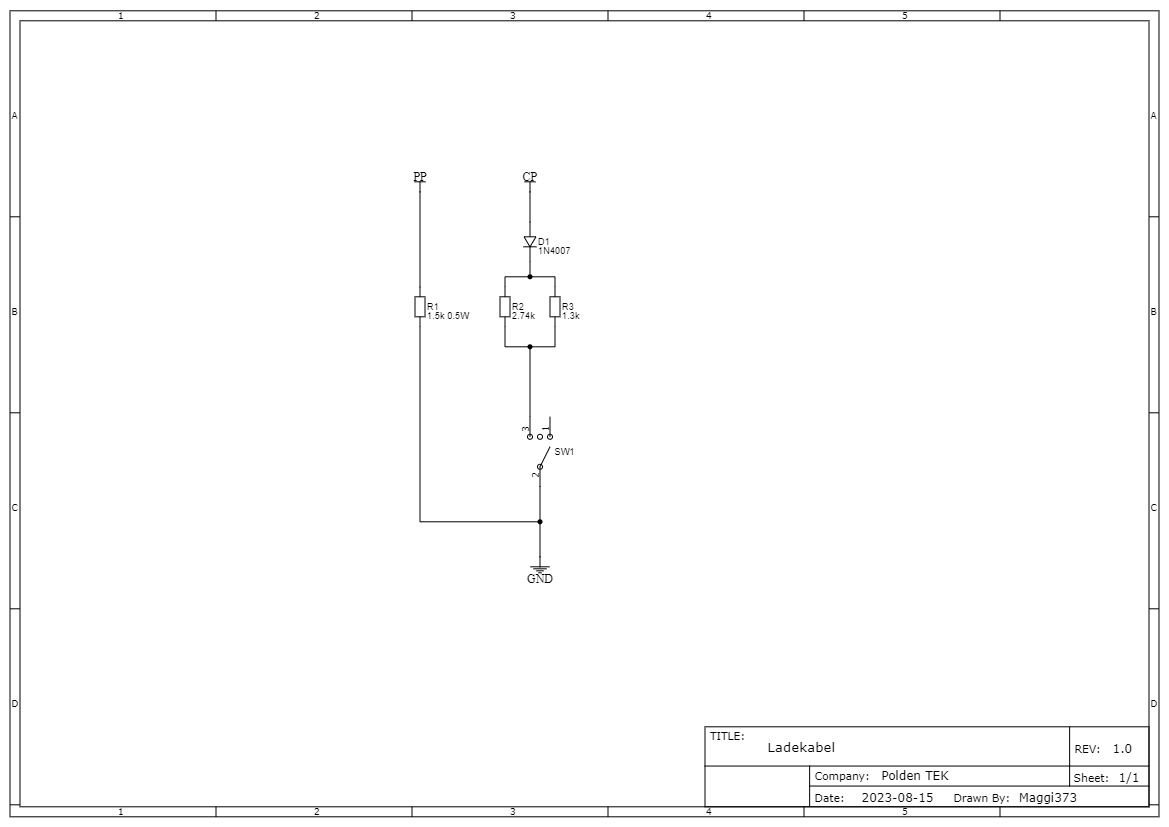 1 2 3 4 5
A A
PP CP
D1
1N4007
B B
R1 R2 R3
1.5k 0.5W 2.74k 1.3k
3 1
SW1
2
C C
GND
D D
TITLE: Ladekabel REV: 1.0
Company: Polden TEK Sheet: 1/1
Date: 2023-08-15 Drawn By: Maggi373
1 2 3 4 5